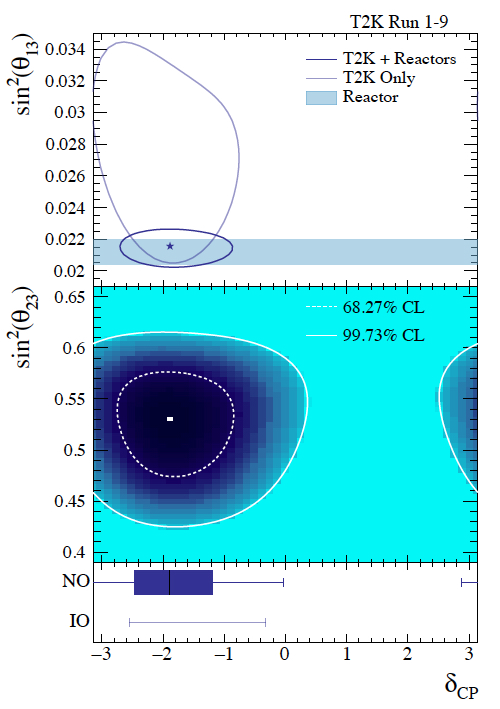 T2K Run 1-9
sin²(θ₁₃)
0.034
0.032
0.03
0.028
0.026
0.024
0.022
0.02
T2K + Reactors
T2K Only
Reactor
sin²(θ₂₃)
0.65
0.6
0.55
0.5
0.45
0.4
68.27% CL
99.73% CL
NO
IO
−3 −2 −1 0 1 2 3
δ_CP